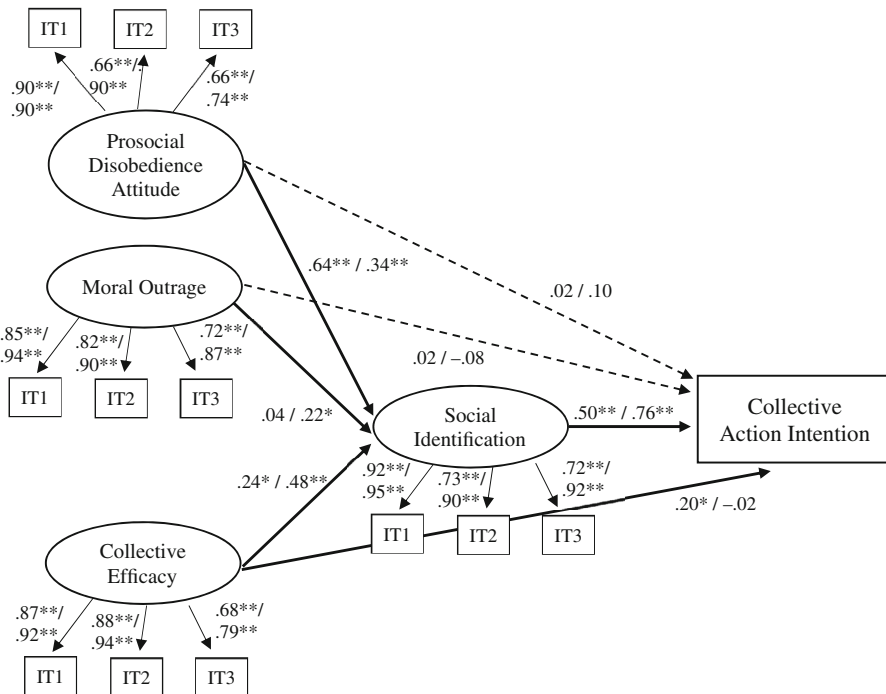 IT1
IT2
IT3
.90**/
.90**
.66**/.
90**
.66**/
.74**
Prosocial
Disobedience
Attitude
.64** / .34**
.02 / .10
Moral Outrage
.85**/
.94**
.82**/
.90**
.72**/
.87**
IT1
IT2
IT3
.02 / –.08
.04 / .22*
Social
Identification
.50** / .76**
Collective
Action Intention
.24* / .48**
.92**/
.95**
.73**/
.90**
.72**/
.92**
IT1
IT2
IT3
.20* / –.02
Collective
Efficacy
.87**/
.92**
.88**/
.94**
.68**/
.79**
IT1
IT2
IT3